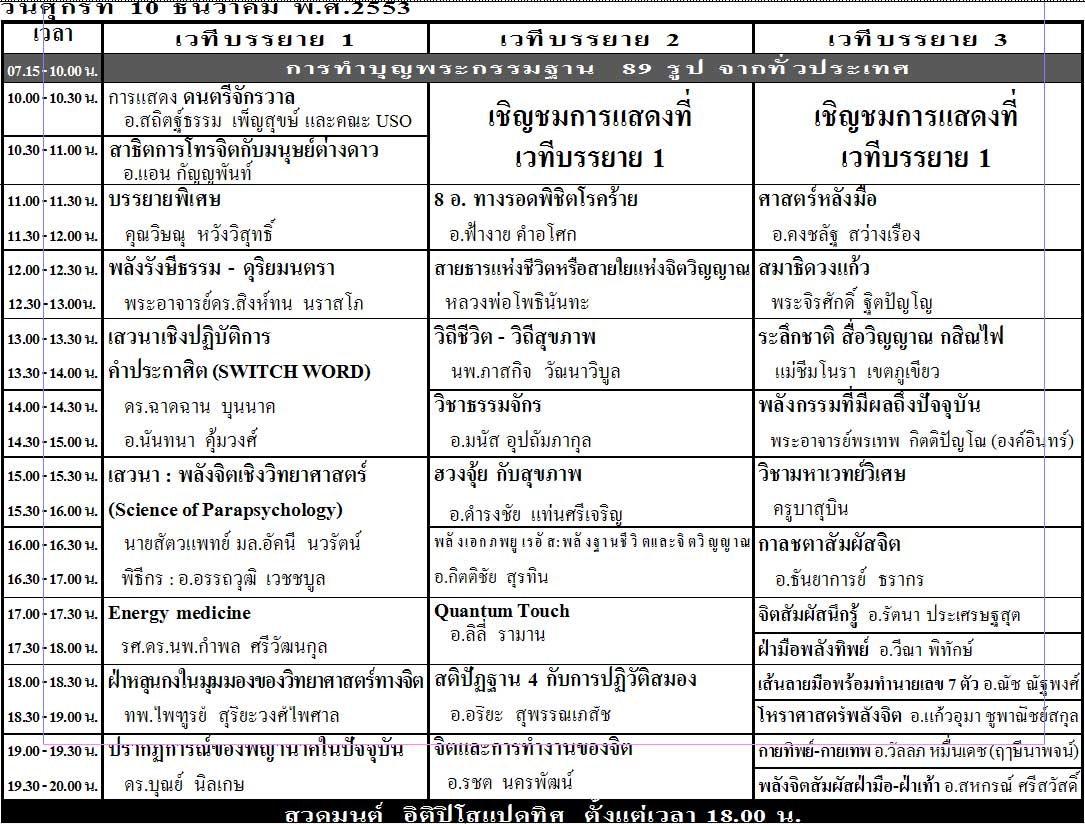 วันศุกร์ที่ 10 ธันวาคม พ.ศ.2553
เวลา เวทีบรรยาย 1 เวทีบรรยาย 2 เวทีบรรยาย 3
07.15 - 10.00 น. การทำบุญพระกรรมฐาน 89 รูป จากทั่วประเทศ
10.00 - 10.30 น. การแสดง ดนตรีจักรวาล
อ.สถิตฐ์ธรรม เพ็ญสุขษ์ และคณะ USO
เชิญชมการแสดงที่
เวทีบรรยาย 1
เชิญชมการแสดงที่
เวทีบรรยาย 1
10.30 - 11.00 น. สาธิตการโทรจิตกับมนุษย์ต่างดาว
อ.แอน กัญญพันท์
11.00 - 11.30 น. บรรยายพิเศษ 8 อ. ทางรอดพิชิตโรคร้าย ศาสตร์หลังมือ
11.30 - 12.00 น. คุณวิษณุ หวังวิสุทธิ์ อ.ฟ้างาย คำอโศก อ.คงชลัฐ สว่างเรือง
12.00 - 12.30 น. พลังรังษีธรรม - ดุริยมนตรา สายธารแห่งชีวิตหรือสายใยแห่งจิตวิญญาณ สมาธิดวงแก้ว
12.30 - 13.00น. พระอาจารย์ดร.สิงห์ทน นราสโภ หลวงพ่อโพธินันทะ พระจิรศักดิ์ ฐิตปัญโญ
13.00 - 13.30 น. เสวนาเชิงปฏิบัติการ วิถีชีวิต - วิถีสุขภาพ ระลึกชาติ สื่อวิญญาณ กสิณไฟ
13.30 - 14.00 น. คำประกาศิต (SWITCH WORD) นพ.ภาสกิจ วัณนาวิบูล แม่ชีมโนรา เขตภูเขียว
14.00 - 14.30 น. ดร.ฉาดฉาน บุนนาค วิชาธรรมจักร พลังกรรมที่มีผลถึงปัจจุบัน
14.30 - 15.00 น. อ.นันทนา คุ้มวงศ์ อ.มนัส อุปถัมภากุล พระอาจารย์พรเทพ กิตติปัญโณ (องค์อินทร์)
15.00 - 15.30 น. เสวนา : พลังจิตเชิงวิทยาศาสตร์ ฮวงจุ้ย กับสุขภาพ วิชามหาเวทย์วิเศษ
15.30 - 16.00 น. (Science of Parapsychology) อ.ดำรงชัย แท่นศรีเจริญ ครูบาสุบิน
16.00 - 16.30 น. นายสัตวแพทย์ มล.อัคนี นวรัตน์ พลังเอกภพยูเรอัส:พลังฐานชีวิตและจิตวิญญาณ กาลชตาสัมผัสจิต
16.30 - 17.00 น. พิธีกร : อ.อรรถวุฒิ เวชชบูล อ.กิตติชัย สุรทิน อ.ธันยาการย์ ธรากร
17.00 - 17.30 น. Energy medicine Quantum Touch จิตสัมผัสนึกรู้ อ.รัตนา ประเศรษฐสุต
17.30 - 18.00 น. รศ.ดร.นพ.กำพล ศรีวัฒนกุล อ.ลิลี่ รามาน ฝ่ามือพลังทิพย์ อ.วีณา พิทักษ์
18.00 - 18.30 น. ฝ่าหลุนกงในมุมมองของวิทยาศาสตร์ทางจิต สติปัฏฐาน 4 กับการปฏิวัติสมอง เส้นลายมือพร้อมทำนายเลข 7 ตัว อ.ณัช ณัฐพงศ์
18.30 - 19.00 น. ทพ.ไพฑูรย์ สุริยะวงศ์ไพศาล อ.อริยะ สุพรรณเภสัช โหราศาสตร์พลังจิต อ.แก้วอุมา ชูพาณิชย์สกุล
19.00 - 19.30 น. ปรากฏการณ์ของพญานาคในปัจจุบัน จิตและการทำงานของจิต กายทิพย์-กายเทพ อ.วัลลภ หมื่นเดช (ฤๅษีนาพจน์)
19.30 - 20.00 น. ดร.บุณย์ นิลเกษ อ.รชต นครพัฒน์ พลังจิตสัมผัสฝ่ามือ-ฝ่าเท้า อ.สหกรณ์ ศรีสวัสดิ์
สวดมนต์ อิติปิโสแปดทิศ ตั้งแต่เวลา 18.00 น.